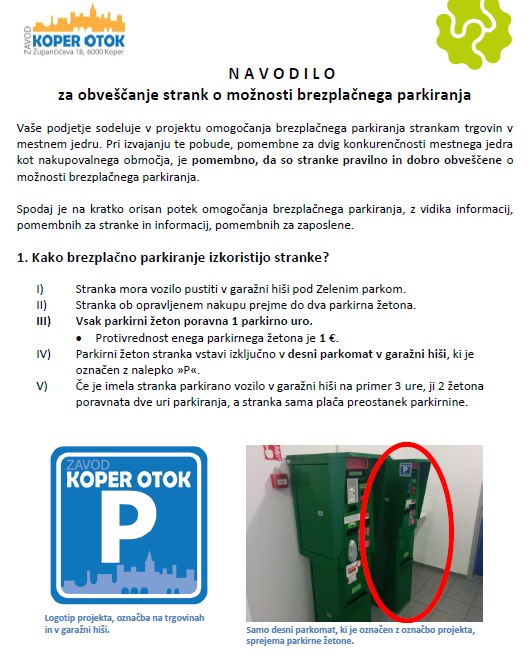 ZAVOD
KOPER OTOK
Župančičeva 18, 6000 Koper
N A V O D I L O
za obveščanje strank o možnosti brezplačnega parkiranja
Vaše podjetje sodeluje v projektu omogočanja brezplačnega parkiranja strankam trgovin v
mestnem jedru. Pri izvajanju te pobude, pomembne za dvig konkurenčnosti mestnega jedra
kot nakupovalnega območja, je pomembno, da so stranke pravilno in dobro obveščene o
možnosti brezplačnega parkiranja.
Spodaj je na kratko orisan potek omogočanja brezplačnega parkiranja, z vidika informacij,
pomembnih za stranke in informacij, pomembnih za zaposlene.
1. Kako brezplačno parkiranje izkoristijo stranke?
I) Stranka mora vozilo pustiti v garažni hiši pod Zelenim parkom.
II) Stranka ob opravljenem nakupu prejme do dva parkirna žetona.
III) Vsak parkirni žeton poravna 1 parkirno uro.
• Protivrednost enega parkirnega žetona je 1 €.
IV) Parkirni žeton stranka vstavi izključno v desni parkomat v garažni hiši, ki je
označen z nalepko »P«.
V) Če je imela stranka parkirano vozilo v garažni hiši na primer 3 ure, ji 2 žetona
poravnata dve uri parkiranja, a stranka sama plača preostanek parkirnine.
ZAVOD
KOPER OTOK
P
P
Logotip projekta, označba na trgovinah
in v garažni hiši.
Samo desni parkomat, ki je označen z označbo projekta,
sprejema parkirne žetone.